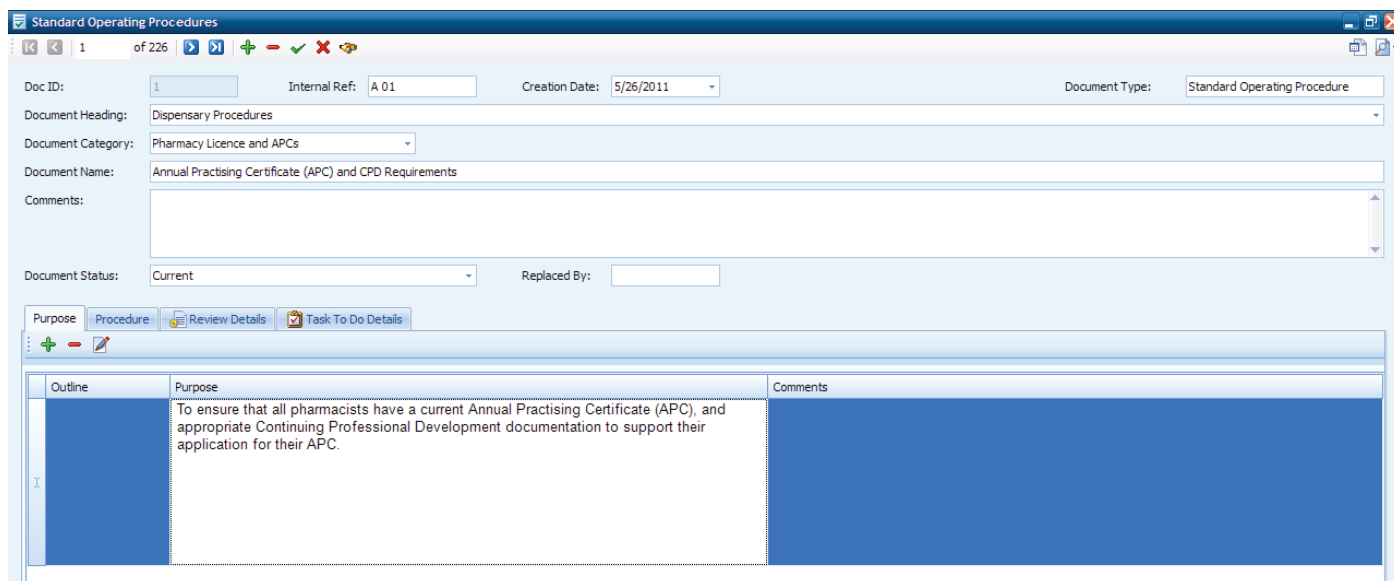 Standard Operating Procedures
1 of 226
Doc ID: 1 Internal Ref: A 01 Creation Date: 5/26/2011 Document Type: Standard Operating Procedure
Document Heading: Dispensary Procedures
Document Category: Pharmacy Licence and APCs
Document Name: Annual Practising Certificate (APC) and CPD Requirements
Comments:
Document Status: Current Replaced By:
Purpose Procedure Review Details Task To Do Details
Outline Purpose Comments
To ensure that all pharmacists have a current Annual Practising Certificate (APC), and
appropriate Continuing Professional Development documentation to support their
application for their APC.